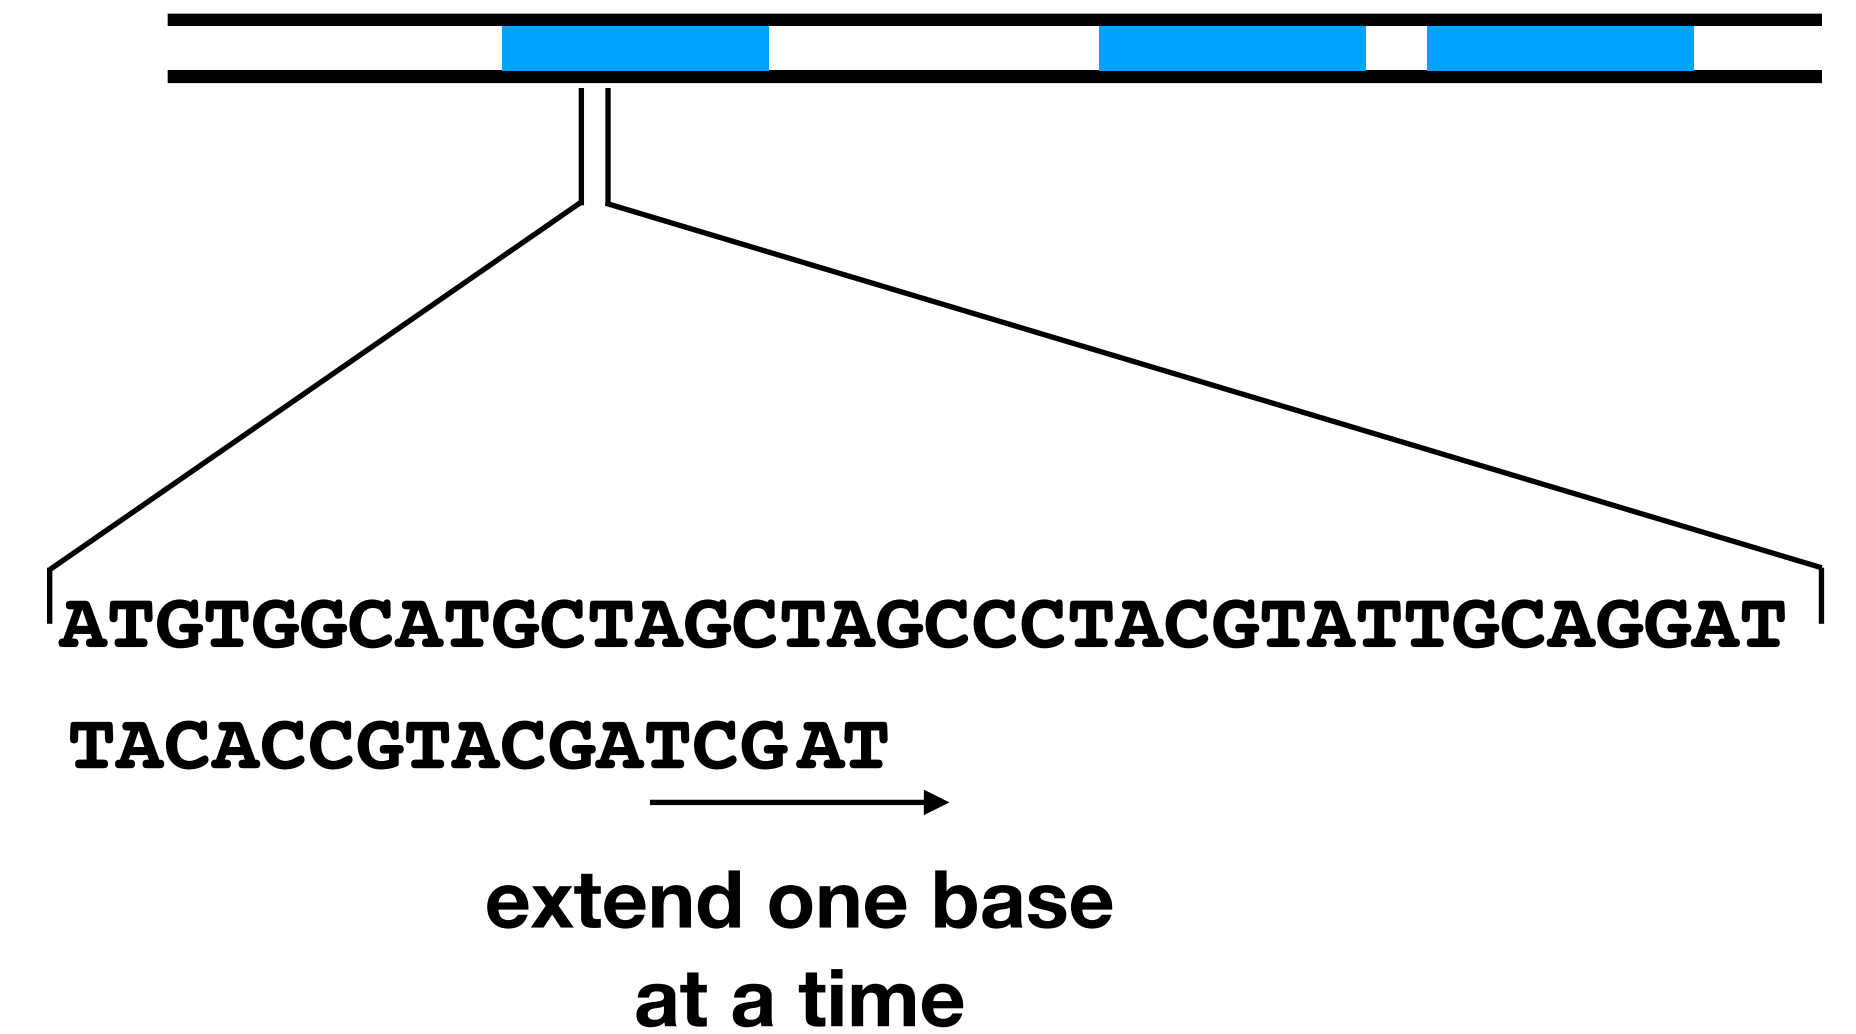 ATGTGGCATGCTAGCTAGCCCTACGTATTGCAGGAT
TACACCGTACGATCGAT
extend one base
at a time